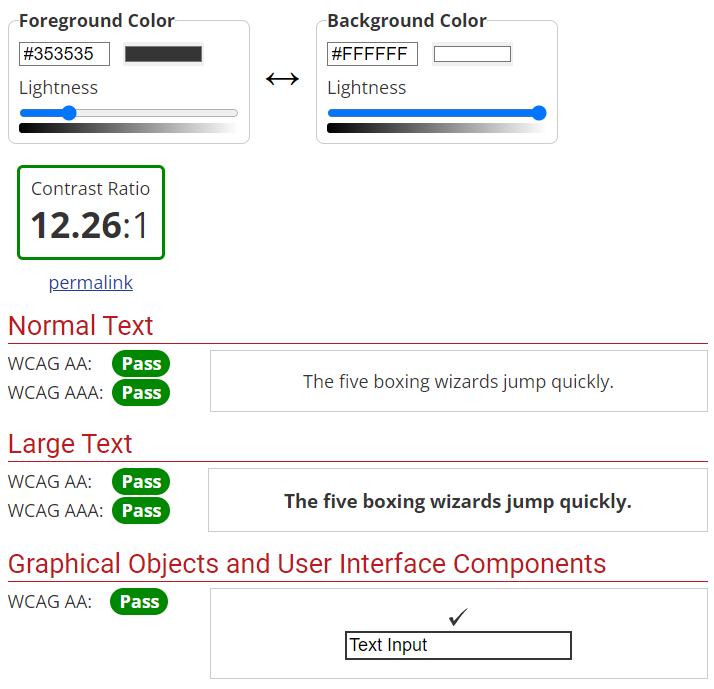 Foreground Color
#353535
Lightness
Background Color
#FFFFFF
Lightness
Contrast Ratio
12.26:1
permalink
Normal Text
WCAG AA: Pass
WCAG AAA: Pass
The five boxing wizards jump quickly.
Large Text
WCAG AA: Pass
WCAG AAA: Pass
The five boxing wizards jump quickly.
Graphical Objects and User Interface Components
WCAG AA: Pass
Text Input